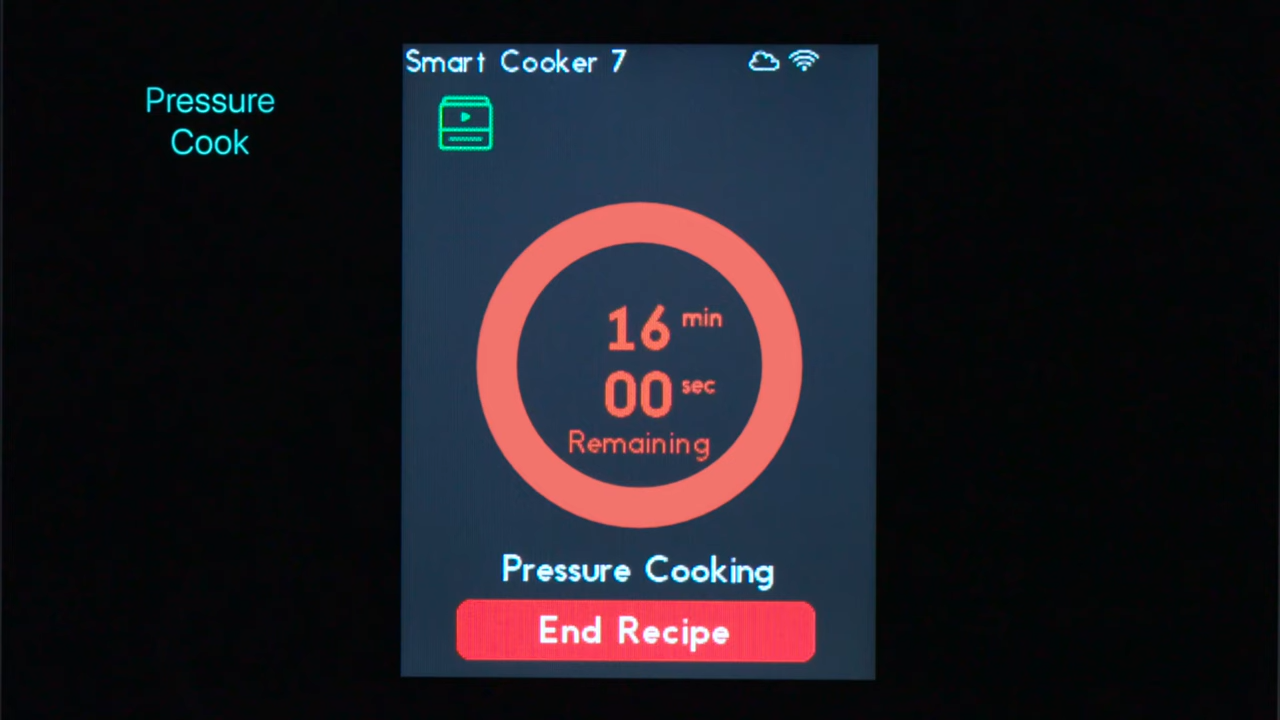 Smart Cooker 7
Pressure
Cook
16 min
00 sec
Remaining
Pressure Cooking
End Recipe